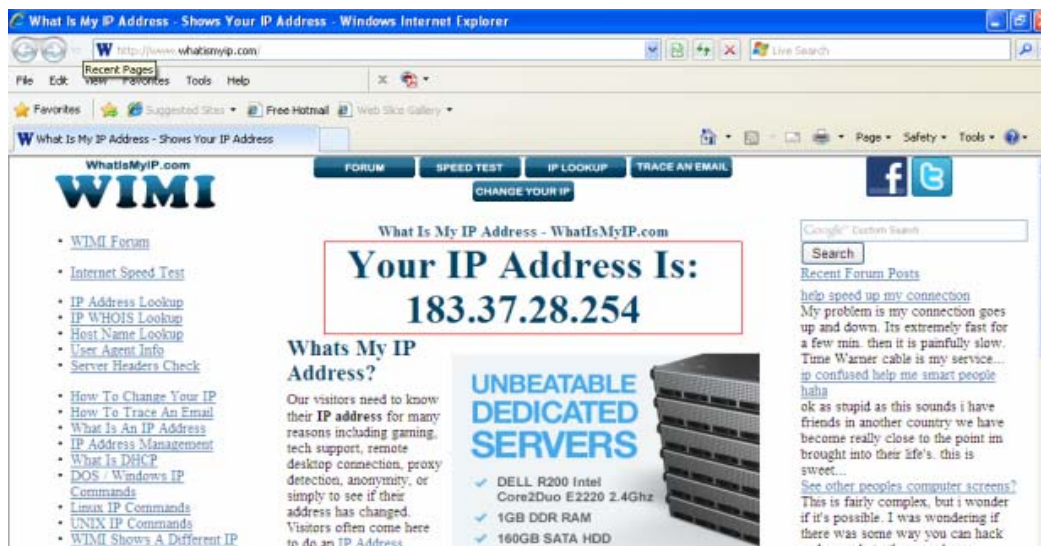 What Is My IP Address - Shows Your IP Address - Windows Internet Explorer
http://www.whatismyip.com/
Live Search
Recent Pages
File Edit View Favorites Tools Help
Favorites Suggested Sites Free Hotmail Web Slice Gallery
What Is My IP Address - Shows Your IP Address
Page Safety Tools
WhatIsMyIP.com
WIMI
FORUM SPEED TEST IP LOOKUP TRACE AN EMAIL
CHANGE YOUR IP
WIMI Forum
Internet Speed Test
IP Address Lookup
IP WHOIS Lookup
Host Name Lookup
User Agent Info
Server Headers Check
How To Change Your IP
How To Trace An Email
What Is An IP Address
IP Address Management
What Is DHCP
DOS / Windows IP
Commands
Linux IP Commands
UNIX IP Commands
WIMI Shows A Different IP
What Is My IP Address - WhatIsMyIP.com
Your IP Address Is:
183.37.28.254
Whats My IP
Address?
Our visitors need to know
their IP address for many
reasons including gaming,
tech support, remote
desktop connection, proxy
detection, anonymity, or
simply to see if their
address has changed.
Visitors often come here
to do an IP Address
UNBEATABLE
DEDICATED
SERVERS
DELL R200 Intel
Core2Duo E2220 2.4Ghz
1GB DDR RAM
160GB SATA HDD
Google Custom Search
Search
Recent Forum Posts
help speed up my connection
My problem is my connection goes
up and down. Its extremely fast for
a few min. then it is painfully slow.
Time Warner cable is my service...
ip confused help me smart people
haha
ok as stupid as this sounds i have
friends in another country we have
become really close to the point im
brought into their life's. this is
sweet...
See other peoples computer screens?
This is fairly complex, but i wonder
if it's possible. I was wondering if
there was some way you can hack